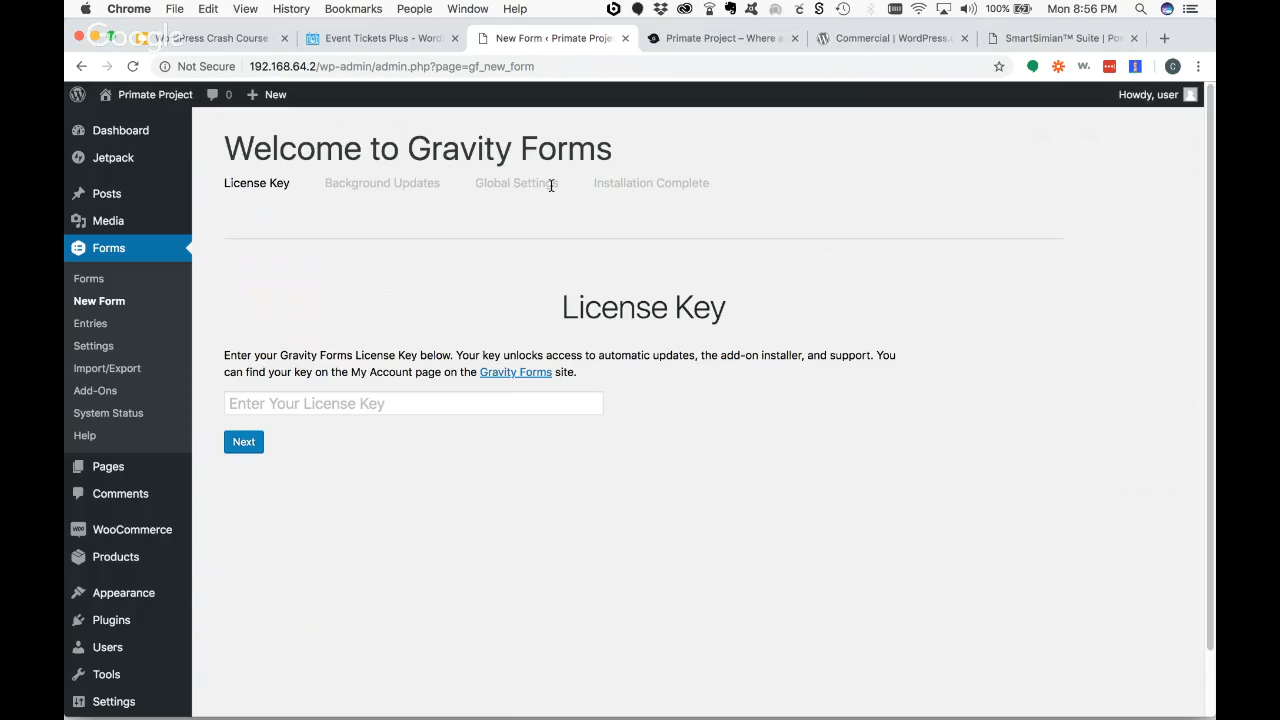 Chrome File Edit View History Bookmarks People Window Help 100% Mon 8:56 PM
Google
Press Crash Course Event Tickets Plus - Word New Form ‹ Primate Proje Primate Project – Where a Commercial | WordPress.c SmartSimian™ Suite | Po
Not Secure 192.168.64.2/wp-admin/admin.php?page=gf_new_form
Primate Project 0 New Howdy, user
Dashboard
Jetpack
Posts
Media
Forms
Forms
New Form
Entries
Settings
Import/Export
Add-Ons
System Status
Help
Pages
Comments
WooCommerce
Products
Appearance
Plugins
Users
Tools
Settings
Welcome to Gravity Forms
License Key Background Updates Global Settings Installation Complete
License Key
Enter your Gravity Forms License Key below. Your key unlocks access to automatic updates, the add-on installer, and support. You
can find your key on the My Account page on the Gravity Forms site.
Enter Your License Key
Next